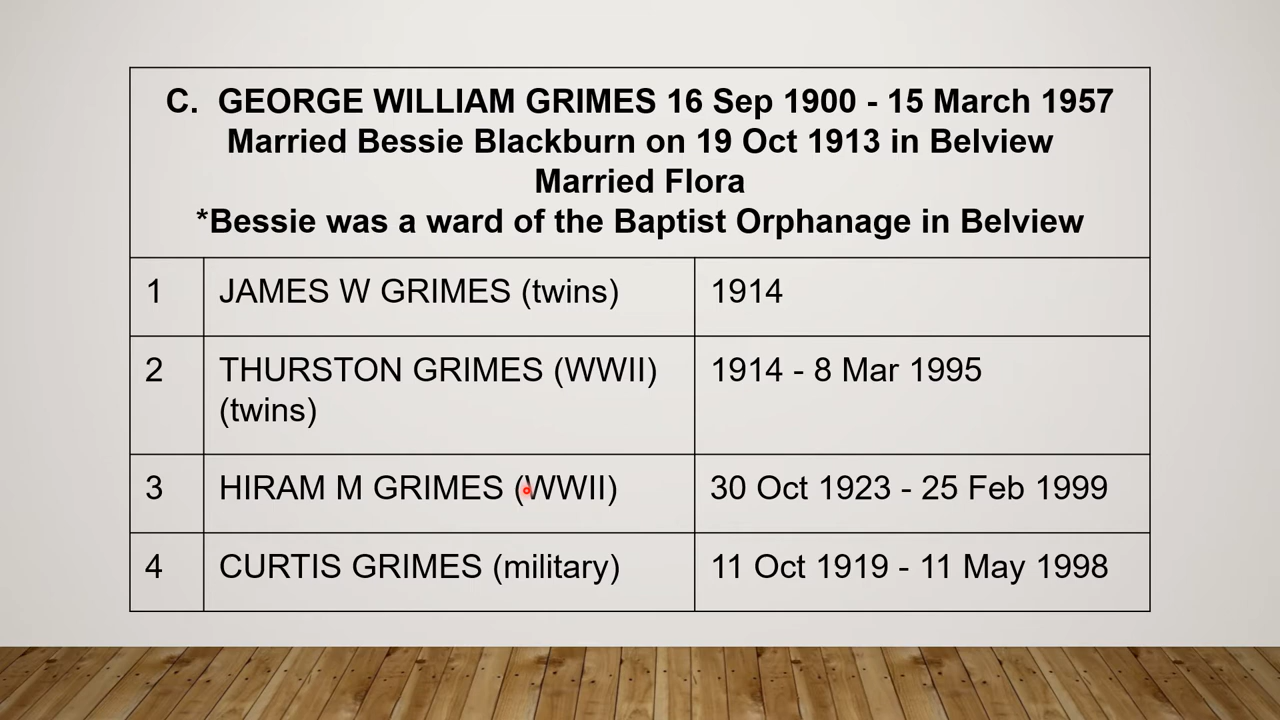 C. GEORGE WILLIAM GRIMES 16 Sep 1900 - 15 March 1957
Married Bessie Blackburn on 19 Oct 1913 in Belview
Married Flora
*Bessie was a ward of the Baptist Orphanage in Belview
1 JAMES W GRIMES (twins) 1914
2 THURSTON GRIMES (WWII) 1914 - 8 Mar 1995
(twins)
3 HIRAM M GRIMES (WWII) 30 Oct 1923 - 25 Feb 1999
4 CURTIS GRIMES (military) 11 Oct 1919 - 11 May 1998